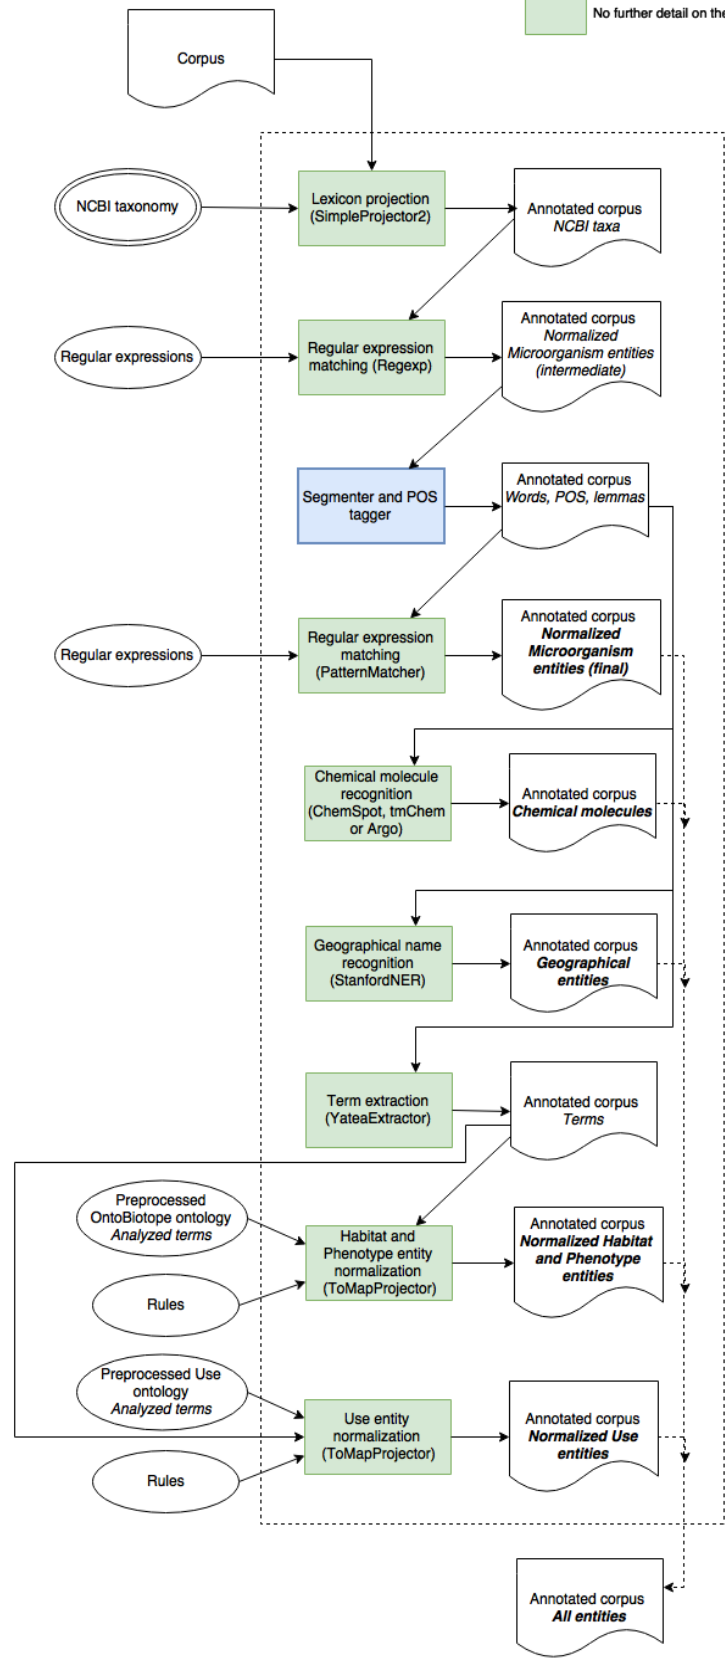 No further detail on the
Corpus
NCBI taxonomy
Lexicon projection
(SimpleProjector2)
Annotated corpus
NCBI taxa
Regular expressions
Regular expression
matching (Regexp)
Annotated corpus
Normalized
Microorganism entities
(intermediate)
Segmenter and POS
tagger
Annotated corpus
Words, POS, lemmas
Regular expressions
Regular expression
matching
(PatternMatcher)
Annotated corpus
Normalized
Microorganism
entities (final)
Chemical molecule
recognition
(ChemSpot, tmChem
or Argo)
Annotated corpus
Chemical molecules
Geographical name
recognition
(StanfordNER)
Annotated corpus
Geographical
entities
Term extraction
(YateaExtractor)
Annotated corpus
Terms
Preprocessed
OntoBiotope ontology
Analyzed terms
Rules
Habitat and
Phenotype entity
normalization
(ToMapProjector)
Annotated corpus
Normalized Habitat
and Phenotype
entities
Preprocessed Use
ontology
Analyzed terms
Rules
Use entity
normalization
(ToMapProjector)
Annotated corpus
Normalized Use
entities
Annotated corpus
All entities